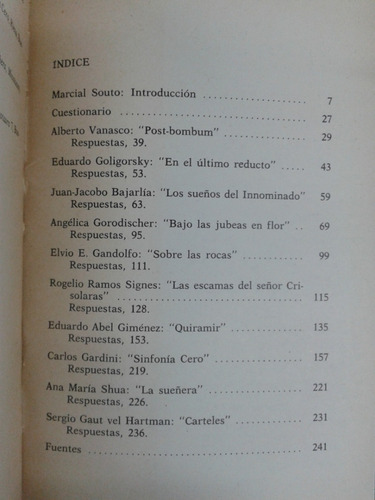 INDICE
Marcial Souto: Introducción .................. 7
Cuestionario .................. 27
Alberto Vanasco: "Post-bombum" .......... 29
Respuestas, 39.
Eduardo Goligorsky: "En el último reducto" .. 43
Respuestas, 53.
Juan-Jacobo Bajarlía: "Los sueños del Innominado" 59
Respuestas, 63.
Angélica Gorodischer: "Bajo las jubeas en flor" .. 69
Respuestas, 95.
Elvio E. Gandolfo: "Sobre las rocas" ....... 99
Respuestas, 111.
Rogelio Ramos Signes: "Las escamas del señor Cri-
solaras" .................. 115
Respuestas, 128.
Eduardo Abel Giménez: "Quiramir" ........ 135
Respuestas, 153.
Carlos Gardini: "Sinfonía Cero" ........... 157
Respuestas, 219.
Ana María Shua: "La sueñera" ............ 221
Respuestas, 226.
Sergio Gaut vel Hartman: "Carteles" ....... 231
Respuestas, 236.
Fuentes .................. 241